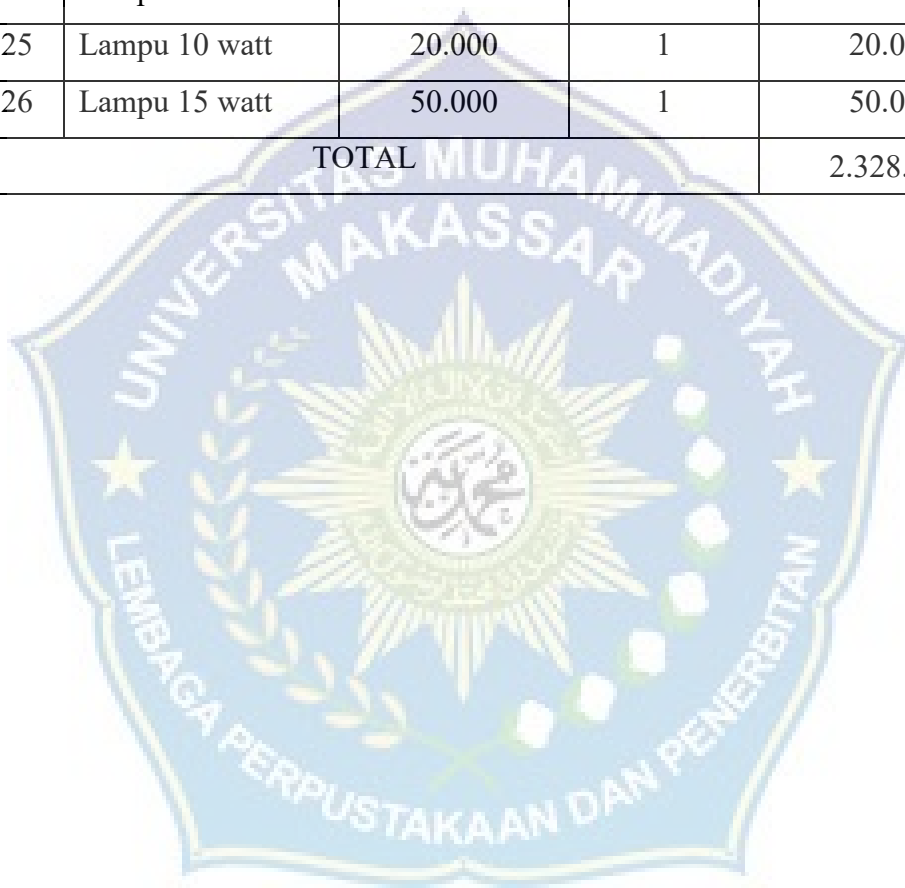 25 Lampu 10 watt 20.000 1 20.0
26 Lampu 15 watt 50.000 1 50.0
TOTAL 2.328.
UNIVERSITAS MUHAMMADIYAH
MAKASSAR
LEMBAGA PERPUSTAKAAN DAN PENERBITAN